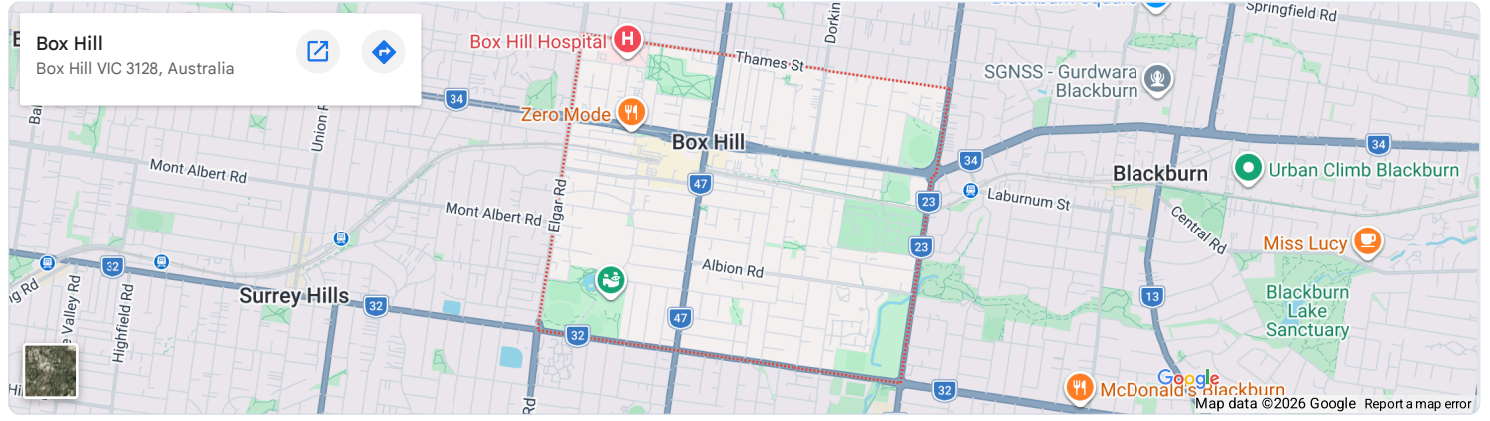 Box Hill
Box Hill VIC 3128, Australia
Springfield Rd
Box Hill Hospital
H
Thames St
SGNSS - Gurdwara
Blackburn
34
Zero Mode
Box Hill
34
34
Mont Albert Rd
Blackburn
Urban Climb Blackburn
47
23
Laburnum St
Elgar Rd
Mont Albert Rd
Central Rd
23
Miss Lucy
32
Albion Rd
Surrey Hills
32
Highfield Rd
Blackburn
Lake
Sanctuary
13
47
32
32
McDonald's Blackburn
Rd
Google
Map data ©2026 Google
Report a map error